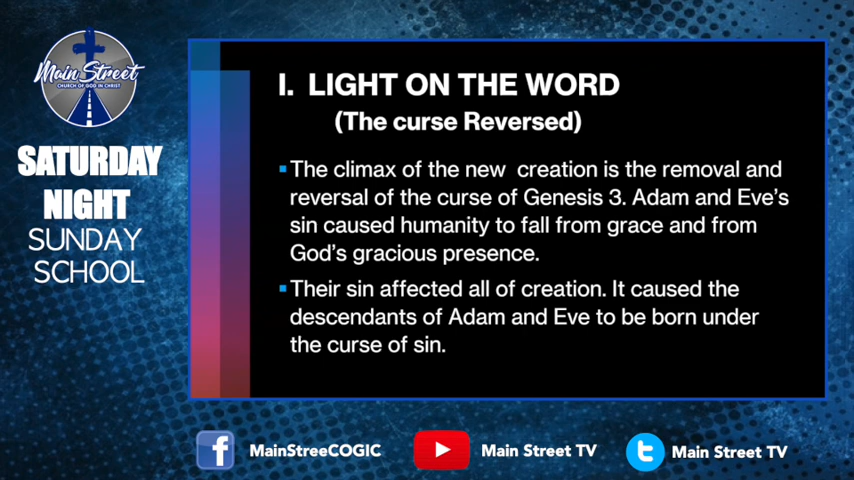 Main Street
CHURCH OF GOD IN CHRIST
SATURDAY
NIGHT
SUNDAY
SCHOOL
I. LIGHT ON THE WORD
(The curse Reversed)
The climax of the new creation is the removal and
reversal of the curse of Genesis 3. Adam and Eve's
sin caused humanity to fall from grace and from
God's gracious presence.
Their sin affected all of creation. It caused the
descendants of Adam and Eve to be born under
the curse of sin.
MainStreeCOGIC
Main Street TV
Main Street TV